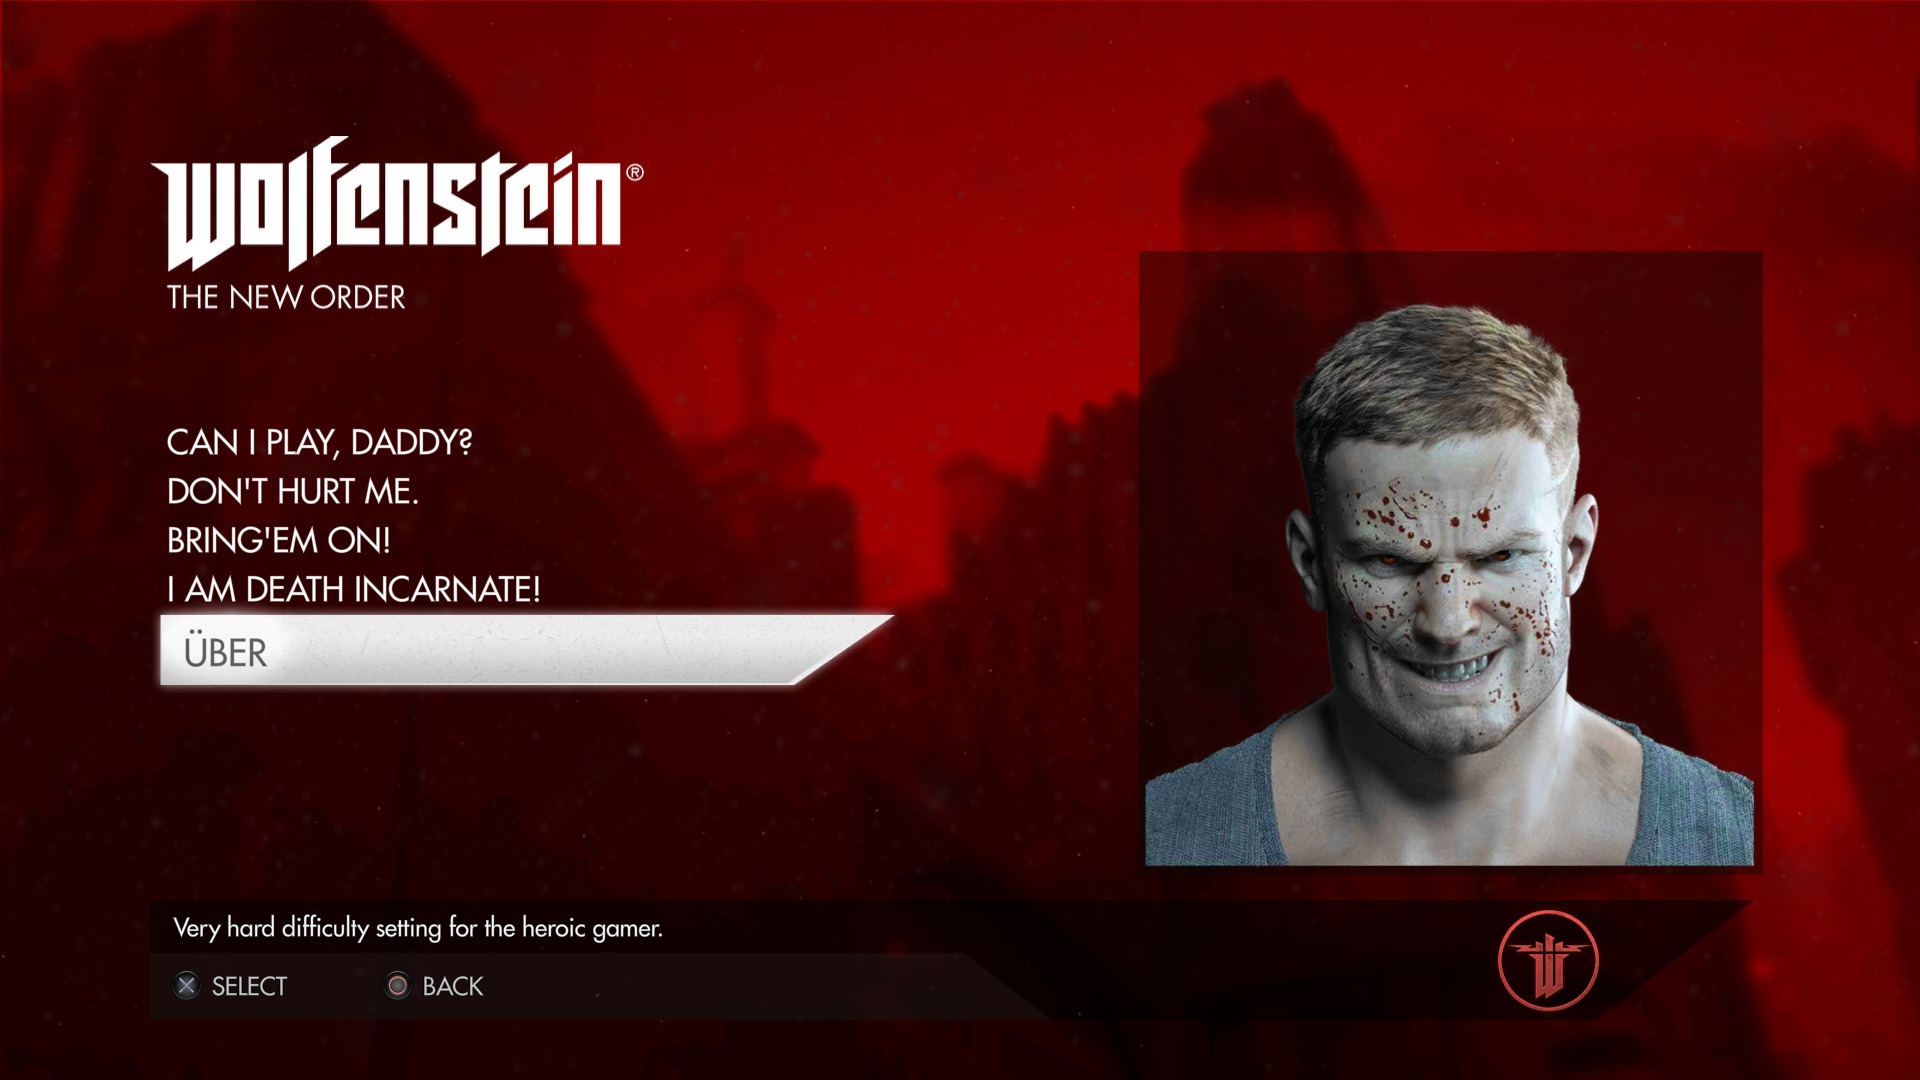 wolfenstein®
THE NEW ORDER
CAN I PLAY, DADDY?
DON'T HURT ME.
BRING'EM ON!
I AM DEATH INCARNATE!
ÜBER
Very hard difficulty setting for the heroic gamer.
SELECT BACK